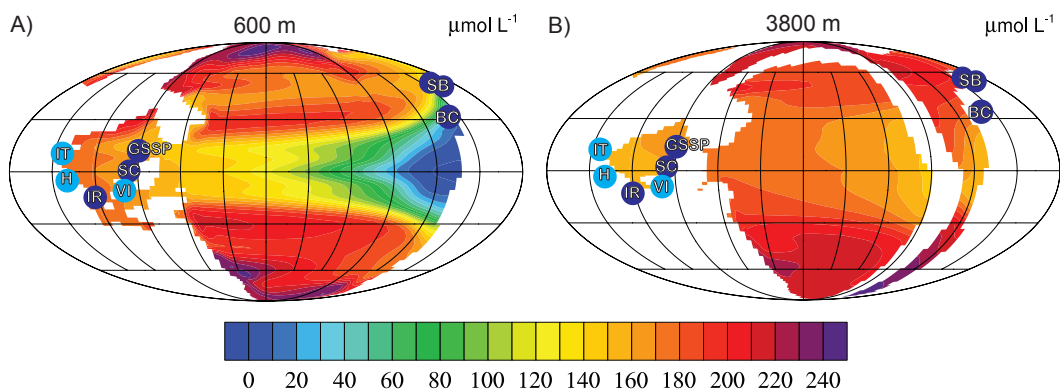 A) 600 m μmol L-1
SB
BC
GSSP
IT
SC
H
VI
IR
B) 3800 m μmol L-1
SB
BC
GSSP
IT
SC
H
VI
IR
0 20 40 60 80 100 120 140 160 180 200 220 240